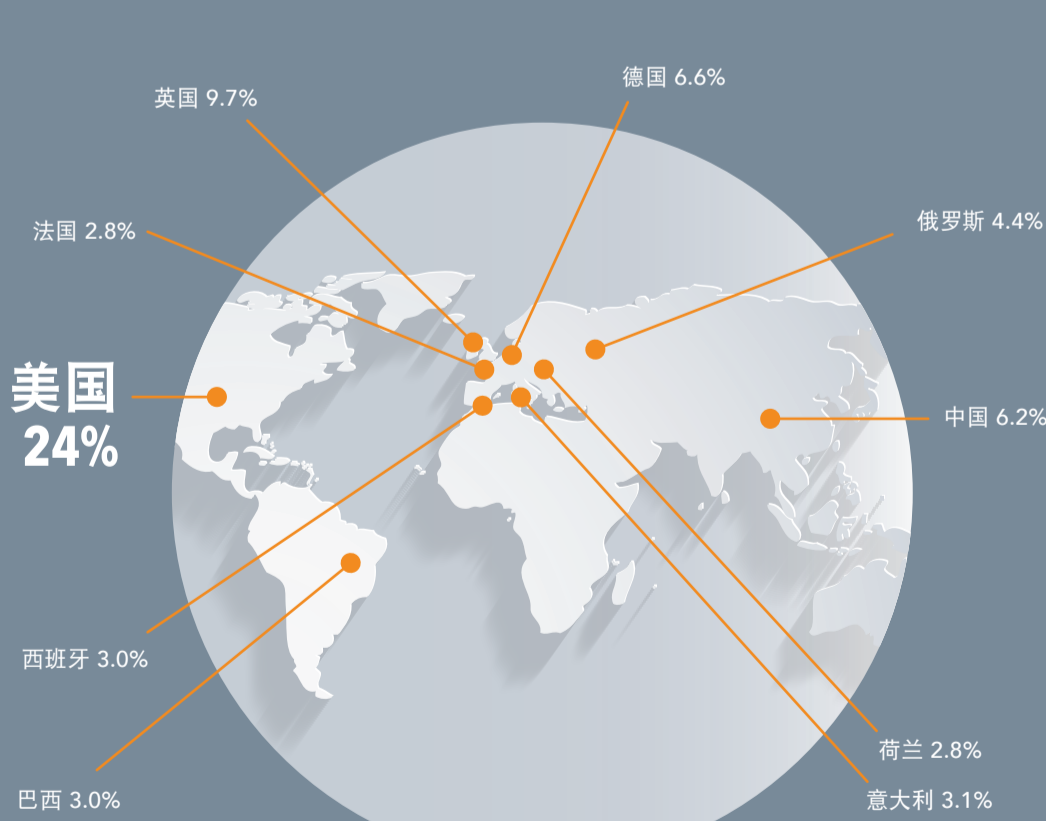 德国 6.6%
英国 9.7%
俄罗斯 4.4%
法国 2.8%
美国
24%
中国 6.2%
西班牙 3.0%
荷兰 2.8%
巴西 3.0%
意大利 3.1%